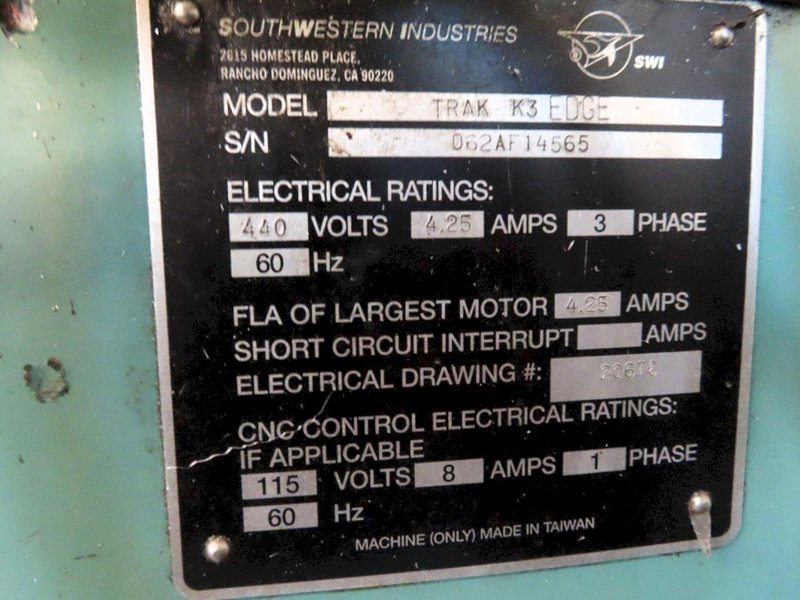 SOUTHWESTERN INDUSTRIES
2615 HOMESTEAD PLACE,
RANCHO DOMINGUEZ, CA 90220
SWI
MODEL TRAK K3 EDGE
S/N 062AF14565
ELECTRICAL RATINGS:
440 VOLTS 4.25 AMPS 3 PHASE
60 Hz
FLA OF LARGEST MOTOR 4.25 AMPS
SHORT CIRCUIT INTERRUPT AMPS
ELECTRICAL DRAWING #:
CNC CONTROL ELECTRICAL RATINGS:
IF APPLICABLE
115 VOLTS 8 AMPS 1 PHASE
60 Hz
MACHINE (ONLY) MADE IN TAIWAN